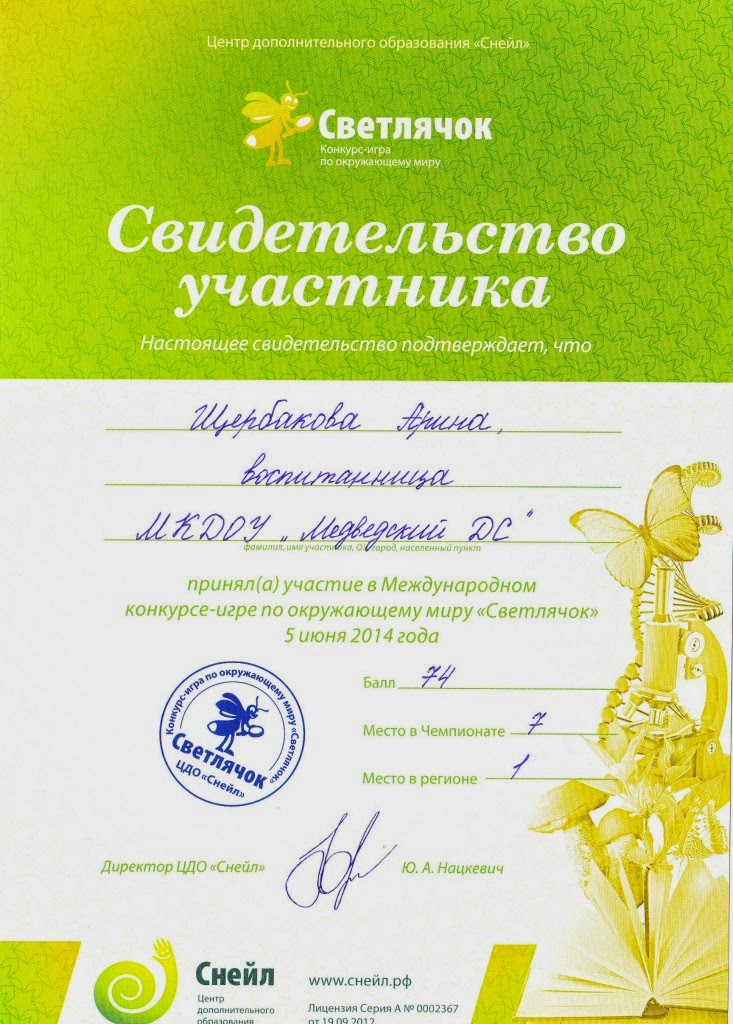 Центр дополнительного образования «Снейл»
Светлячок
Конкурс-игра
по окружающему миру
Свидетельство
участника
Настоящее свидетельство подтверждает, что
Щербакова Арина,
воспитанница
МКДОУ „Медведский ДС"
фамилия, имя участника, ОУ, город, населенный пункт
принял(а) участие в Международном
конкурсе-игре по окружающему миру «Светлячок»
5 июня 2014 года
Балл 74
Место в Чемпионате 7
Место в регионе 1
Конкурс-игра по окружающему миру «Светлячок»
Светлячок
ЦДО «Снейл»
Директор ЦДО «Снейл» Ю. А. Нацкевич
Снейл
Центр
дополнительного
образования
www.снейл.рф
Лицензия Серия А № 0002367
от 19.09.2012